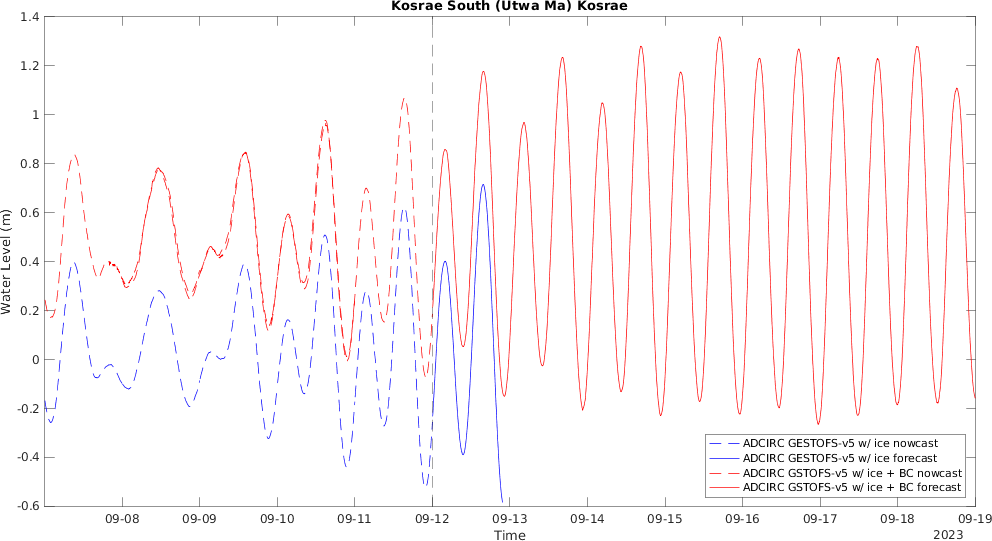 Kosrae South (Utwa Ma) Kosrae
1.4
1.2
1
0.8
0.6
0.4
0.2
0
-0.2
-0.4
-0.6
Water Level (m)
ADCIRC GESTOFS-v5 w/ ice nowcast
ADCIRC GESTOFS-v5 w/ ice forecast
ADCIRC GSTOFS-v5 w/ ice + BC nowcast
ADCIRC GSTOFS-v5 w/ ice + BC forecast
09-08 09-09 09-10 09-11 09-12 09-13 09-14 09-15 09-16 09-17 09-18 09-19
Time
2023